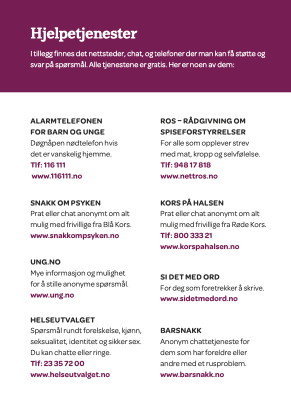 Hjelpetjenester
I tillegg finnes det nettsteder, chat, og telefoner der man kan få støtte og
svar på spørsmål. Alle tjenestene er gratis. Her er noen av dem:
ALARMTELEFONEN
FOR BARN OG UNGE
Døgnåpen nødtelefon hvis
det er vanskelig hjemme.
Tlf: 116 111
www.116111.no
SNAKK OM PSYKEN
Prat eller chat anonymt om alt
mulig med frivillige fra Blå Kors.
www.snakkompsyken.no
UNG.NO
Mye informasjon og mulighet
for å stille anonyme spørsmål.
www.ung.no
HELSEUTVALGET
Spørsmål rundt forelskelse, kjønn,
seksualitet, identitet og sikker sex.
Du kan chatte eller ringe.
Tlf: 23 35 72 00
www.helseutvalget.no
ROS – RÅDGIVNING OM
SPISEFORSTYRRELSER
For alle som opplever strev
med mat, kropp og selvfølelse.
Tlf: 948 17 818
www.nettros.no
KORS PÅ HALSEN
Prat eller chat anonymt om alt
mulig med frivillige fra Røde Kors.
Tlf: 800 333 21
www.korspahalsen.no
SI DET MED ORD
For deg som foretrekker å skrive.
www.sidetmedord.no
BARSNAKK
Anonym chattetjeneste for
dem som har foreldre eller
andre med et rusproblem.
www.barsnakk.no